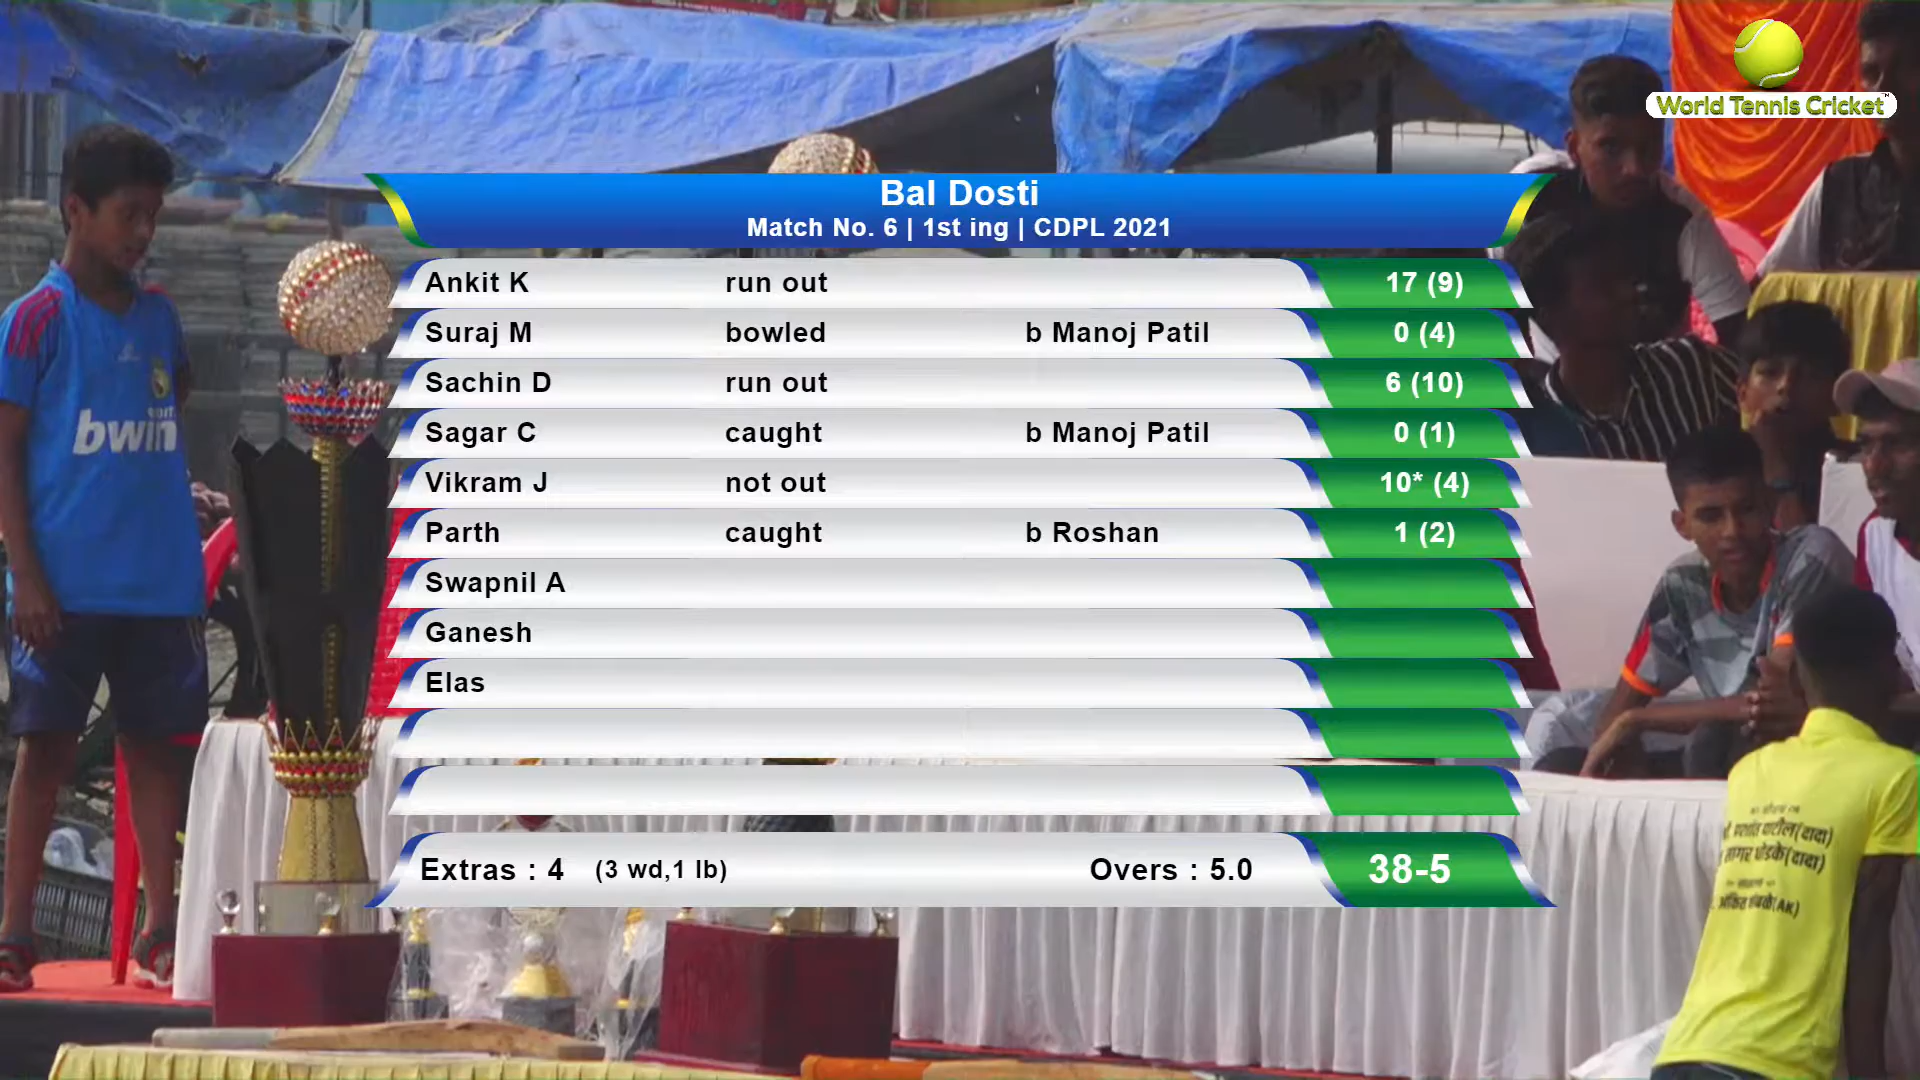 World Tennis Cricket™
Bal Dosti
Match No. 6 | 1st ing | CDPL 2021
Ankit K run out 17 (9)
Suraj M bowled b Manoj Patil 0 (4)
Sachin D run out 6 (10)
Sagar C caught b Manoj Patil 0 (1)
Vikram J not out 10* (4)
Parth caught b Roshan 1 (2)
Swapnil A
Ganesh
Elas
Extras : 4 (3 wd,1 lb) Overs : 5.0 38-5
bwin